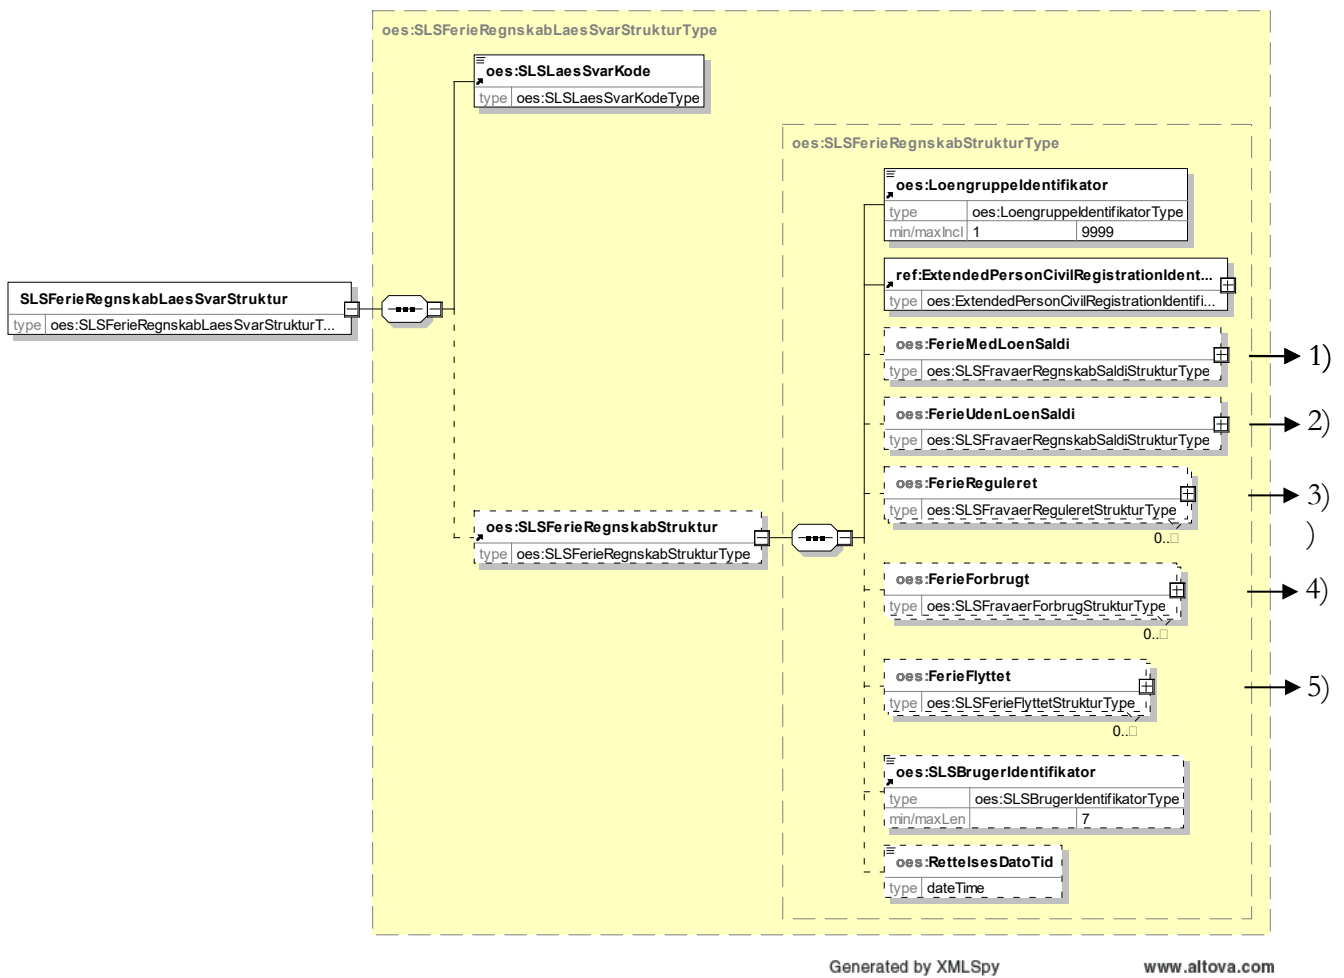 oes:SLSFerieRegnskabLaesSvarStrukturType
oes:SLSLaesSvarKode
type oes:SLSLaesSvarKodeType
oes:SLSFerieRegnskabStrukturType
oes:LoengruppeIdentifikator
type oes:LoengruppeIdentifikatorType
min/maxIncl 1 9999
ref:ExtendedPersonCivilRegistrationIdent...
type oes:ExtendedPersonCivilRegistrationIdentifi...
SLSFerieRegnskabLaesSvarStruktur
type oes:SLSFerieRegnskabLaesSvarStrukturT...
oes:FerieMedLoenSaldi
type oes:SLSFravaerRegnskabSaldiStrukturType
1)
oes:FerieUdenLoenSaldi
type oes:SLSFravaerRegnskabSaldiStrukturType
2)
oes:FerieReguleret
type oes:SLSFravaerReguleretStrukturType
0..□
3)
)
oes:SLSFerieRegnskabStruktur
type oes:SLSFerieRegnskabStrukturType
oes:FerieForbrugt
type oes:SLSFravaerForbrugStrukturType
0..□
4)
oes:FerieFlyttet
type oes:SLSFerieFlyttetStrukturType
0..□
5)
oes:SLSBrugerIdentifikator
type oes:SLSBrugerIdentifikatorType
min/maxLen 7
oes:RettelsesDatoTid
type dateTime
Generated by XMLSpy www.altova.com